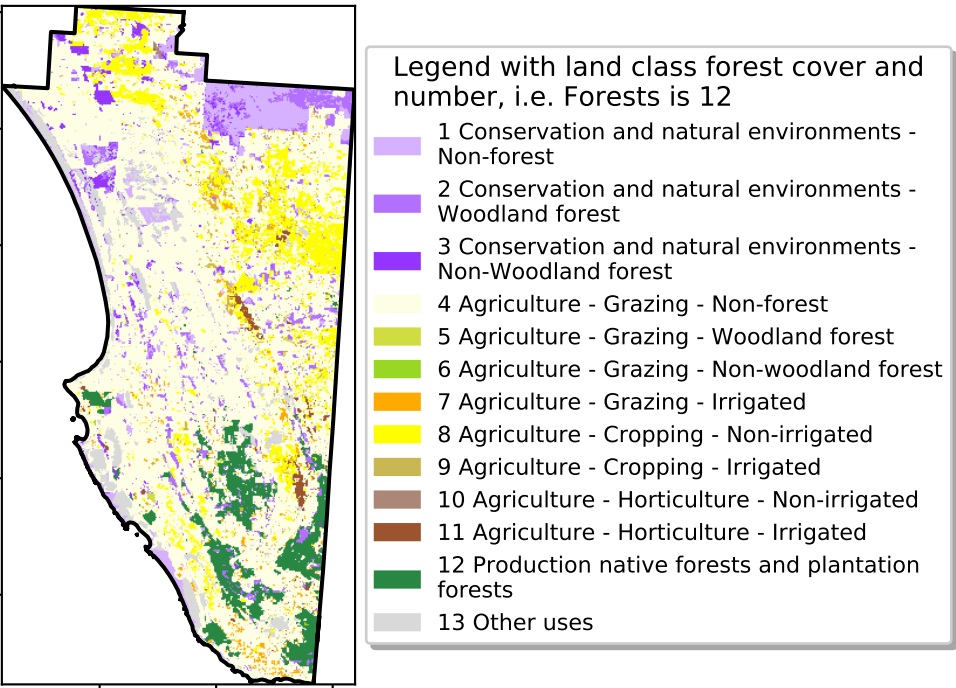 Legend with land class forest cover and
number, i.e. Forests is 12
1 Conservation and natural environments -
Non-forest
2 Conservation and natural environments -
Woodland forest
3 Conservation and natural environments -
Non-Woodland forest
4 Agriculture - Grazing - Non-forest
5 Agriculture - Grazing - Woodland forest
6 Agriculture - Grazing - Non-woodland forest
7 Agriculture - Grazing - Irrigated
8 Agriculture - Cropping - Non-irrigated
9 Agriculture - Cropping - Irrigated
10 Agriculture - Horticulture - Non-irrigated
11 Agriculture - Horticulture - Irrigated
12 Production native forests and plantation
forests
13 Other uses